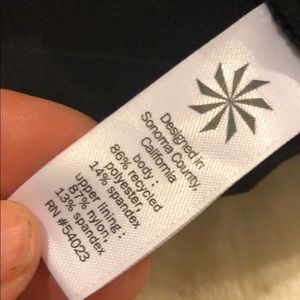 Designed in
Sonoma County,
California
body :
86% recycled
polyester,
14% spandex
upper lining :
87% nylon,
13% spandex
RN #54023